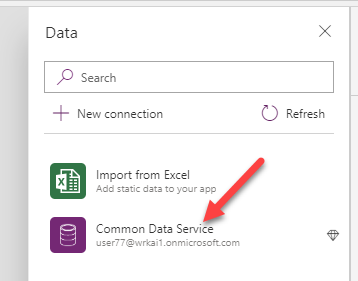 Data
Search
New connection
Refresh
Import from Excel
Add static data to your app
Common Data Service
user77@wrkai1.onmicrosoft.com